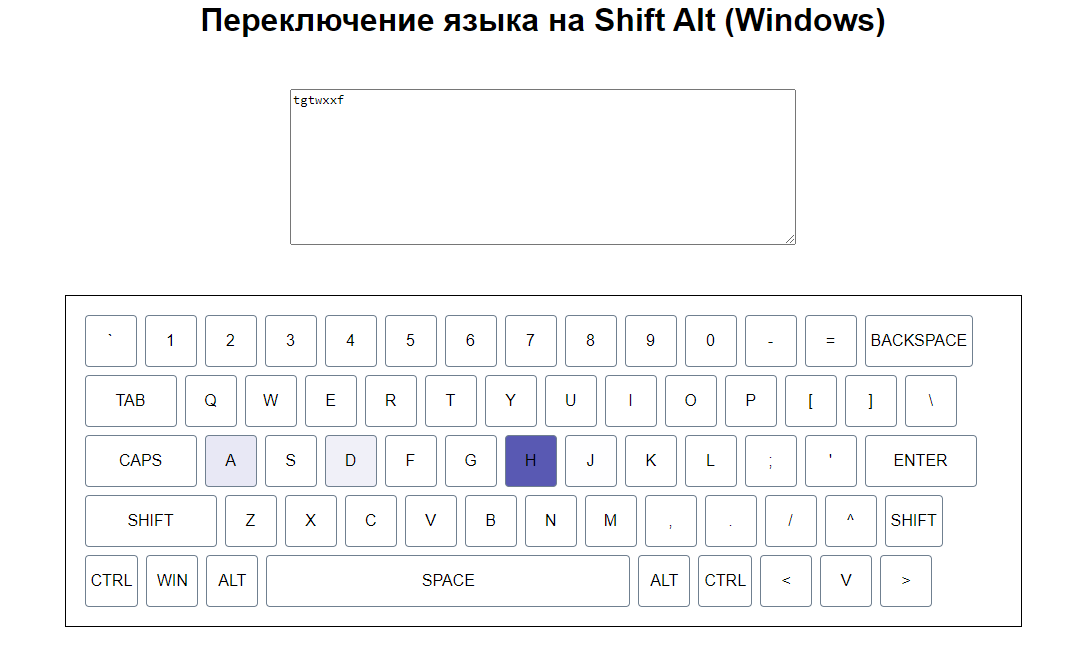 Переключение языка на Shift Alt (Windows)
tgtwxxf
` 1 2 3 4 5 6 7 8 9 0 - = BACKSPACE
TAB Q W E R T Y U I O P [ ] \
CAPS A S D F G H J K L ; ' ENTER
SHIFT Z X C V B N M , . / ^ SHIFT
CTRL WIN ALT SPACE ALT CTRL < V >